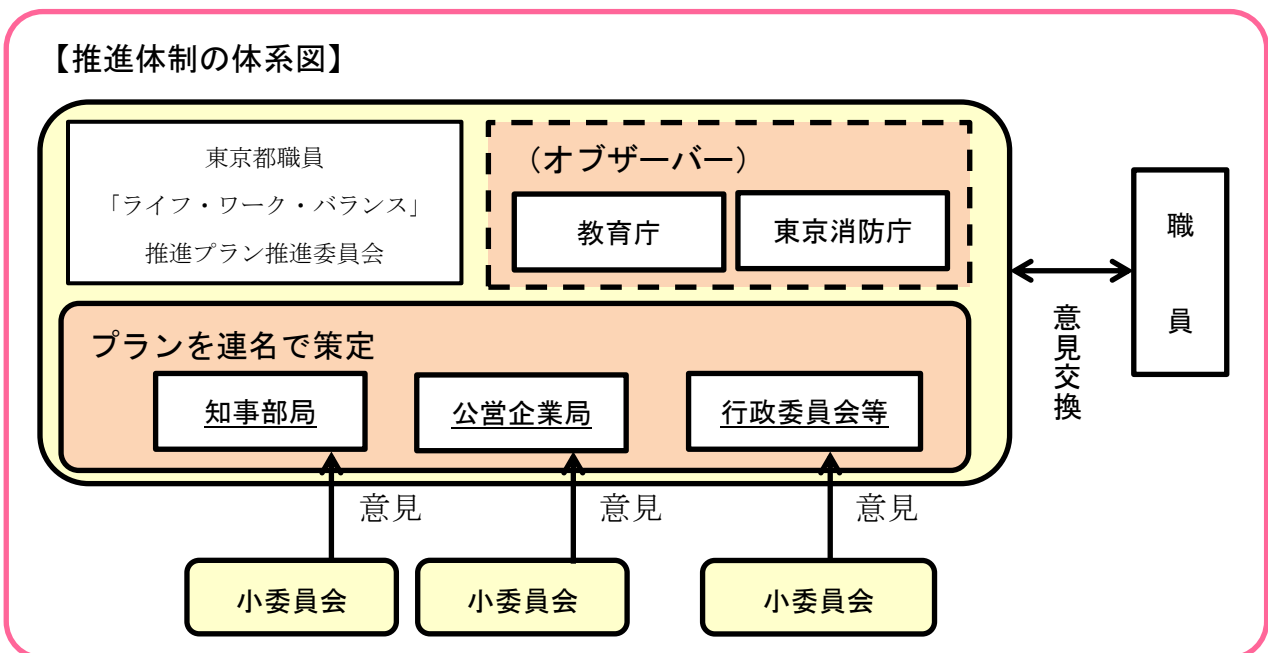 【推進体制の体系図】
東京都職員
「ライフ・ワーク・バランス」
推進プラン推進委員会
（オブザーバー）
教育庁
東京消防庁
職員
意見交換
プランを連名で策定
知事部局
公営企業局
行政委員会等
意見
意見
意見
小委員会
小委員会
小委員会